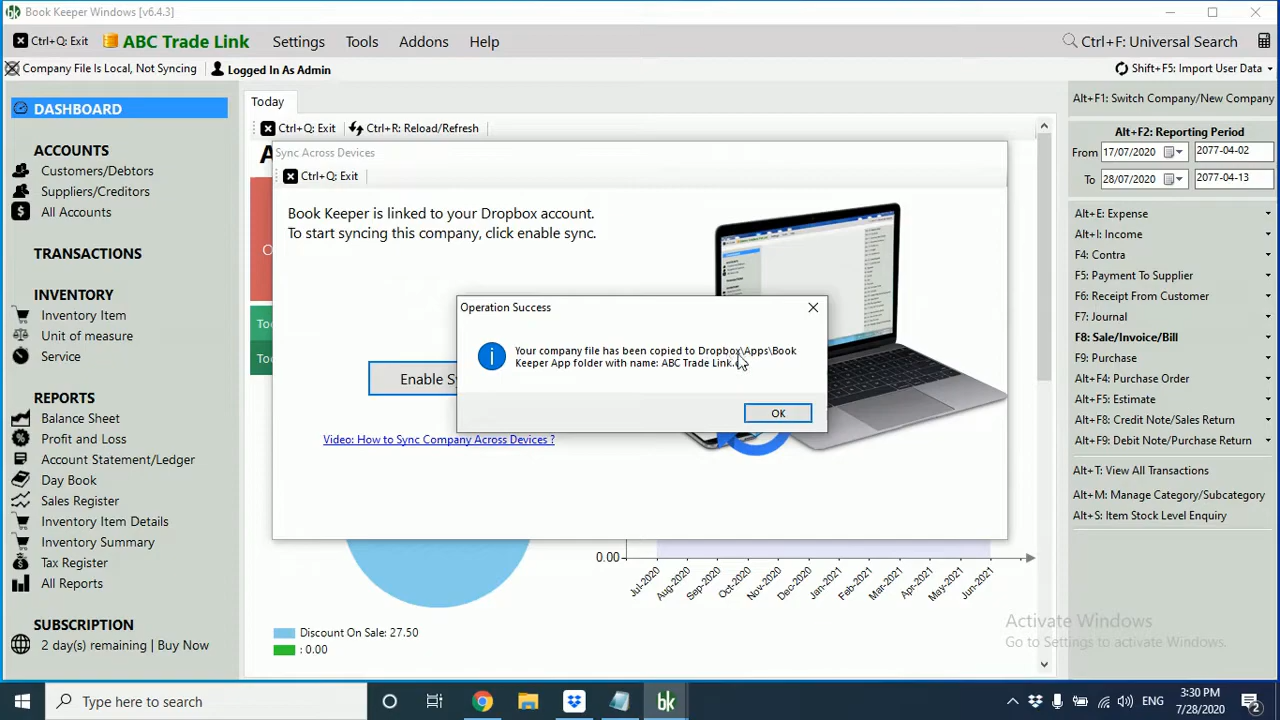 Book Keeper Windows [v6.4.3]
Ctrl+Q: Exit
ABC Trade Link
Settings
Tools
Addons
Help
Ctrl+F: Universal Search
Company File Is Local, Not Syncing
Logged In As Admin
Shift+F5: Import User Data
DASHBOARD
ACCOUNTS
Customers/Debtors
Suppliers/Creditors
All Accounts
TRANSACTIONS
INVENTORY
Inventory Item
Unit of measure
Service
REPORTS
Balance Sheet
Profit and Loss
Account Statement/Ledger
Day Book
Sales Register
Inventory Item Details
Inventory Summary
Tax Register
All Reports
SUBSCRIPTION
2 day(s) remaining | Buy Now
Today
Ctrl+Q: Exit
Ctrl+R: Reload/Refresh
Sync Across Devices
Ctrl+Q: Exit
Book Keeper is linked to your Dropbox account.
To start syncing this company, click enable sync.
Operation Success
Your company file has been copied to Dropbox\Apps\Book
Keeper App folder with name: ABC Trade Link.
OK
Enable
Video: How to Sync Company Across Devices ?
0.00
Jul-2020
Aug-2020
Sep-2020
Oct-2020
Nov-2020
Dec-2020
Jan-2021
Feb-2021
Mar-2021
Apr-2021
May-2021
Jun-2021
Discount On Sale: 27.50
: 0.00
Alt+F1: Switch Company/New Company
Alt+F2: Reporting Period
From 17/07/2020 2077-04-02
To 28/07/2020 2077-04-13
Alt+E: Expense
Alt+I: Income
F4: Contra
F5: Payment To Supplier
F6: Receipt From Customer
F7: Journal
F8: Sale/Invoice/Bill
F9: Purchase
Alt+F4: Purchase Order
Alt+F5: Estimate
Alt+F8: Credit Note/Sales Return
Alt+F9: Debit Note/Purchase Return
Alt+T: View All Transactions
Alt+M: Manage Category/Subcategory
Alt+S: Item Stock Level Enquiry
Activate Windows
Go to Settings to activate Windows.
Type here to search
bk
ENG
3:30 PM
7/28/2020
2